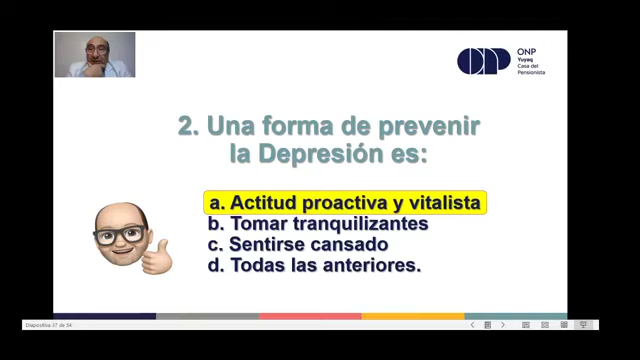 ONP
Yuyaq
Casa del
Pensionista
2. Una forma de prevenir
la Depresión es:
a. Actitud proactiva y vitalista
b. Tomar tranquilizantes
c. Sentirse cansado
d. Todas las anteriores.
Diapositiva 37 de 54